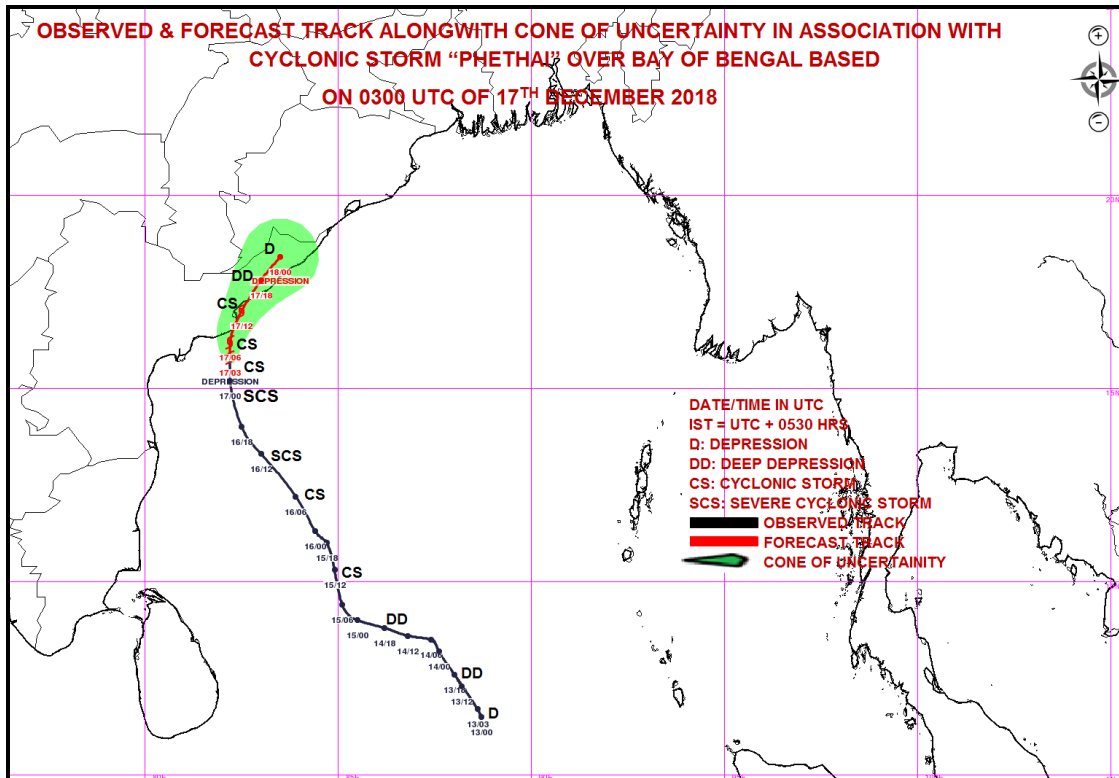 OBSERVED & FORECAST TRACK ALONGWITH CONE OF UNCERTAINTY IN ASSOCIATION WITH
CYCLONIC STORM “PHETHAI” OVER BAY OF BENGAL BASED
ON 0300 UTC OF 17TH DECEMBER 2018
+
-
20N
D
18/00
DEPRESSION
DD
17/18
CS
17/12
CS
17/06
17/03
CS
DEPRESSION
17/00
SCS
15N
16/18
SCS
16/12
CS
16/06
16/00
15/18
CS
15/12
15/06
15/00
DD
14/18
14/12
14/06
14/00
DD
13/18
13/12
D
13/03
13/00
DATE/TIME IN UTC
IST = UTC + 0530 HRS
D: DEPRESSION
DD: DEEP DEPRESSION
CS: CYCLONIC STORM
SCS: SEVERE CYCLONIC STORM
OBSERVED TRACK
FORECAST TRACK
CONE OF UNCERTAINITY